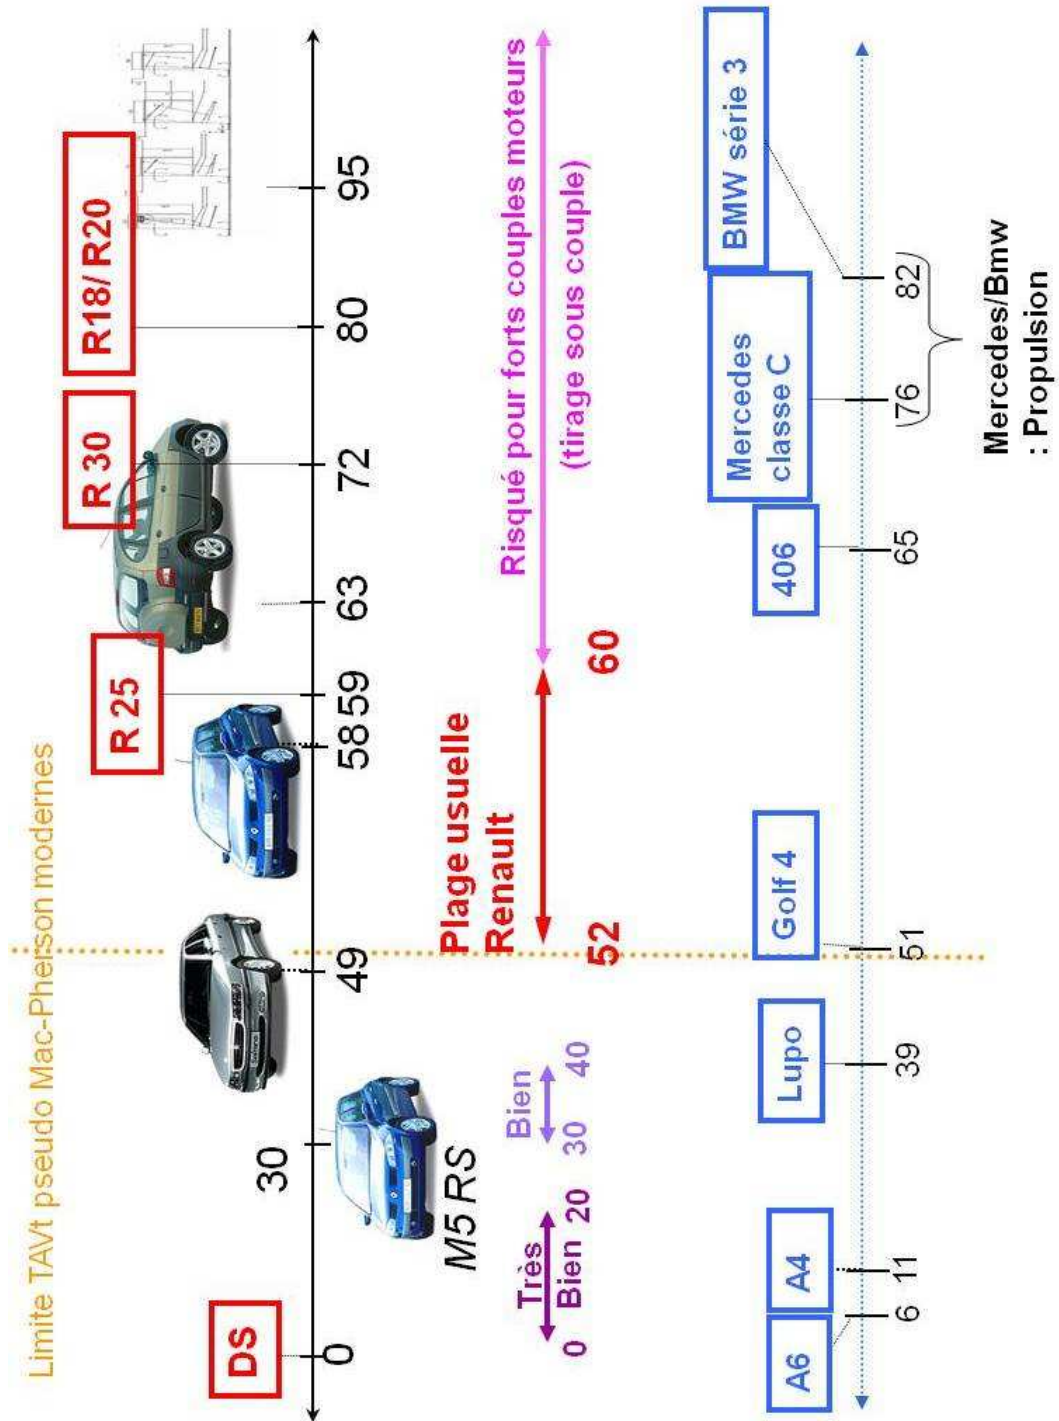 Limite TAVt pseudo Mac-Pherson modernes
DS
R 25
R 30
R18/ R20
0
30
49
58
59
63
72
80
95
M5 RS
Plage usuelle
Renault
Risqué pour forts couples moteurs
(tirage sous couple)
Très
Bien
0
20
Bien
30
40
52
60
A6
A4
Lupo
Golf 4
406
Mercedes
classe C
BMW série 3
6
11
39
51
65
76
82
Mercedes/Bmw
: Propulsion